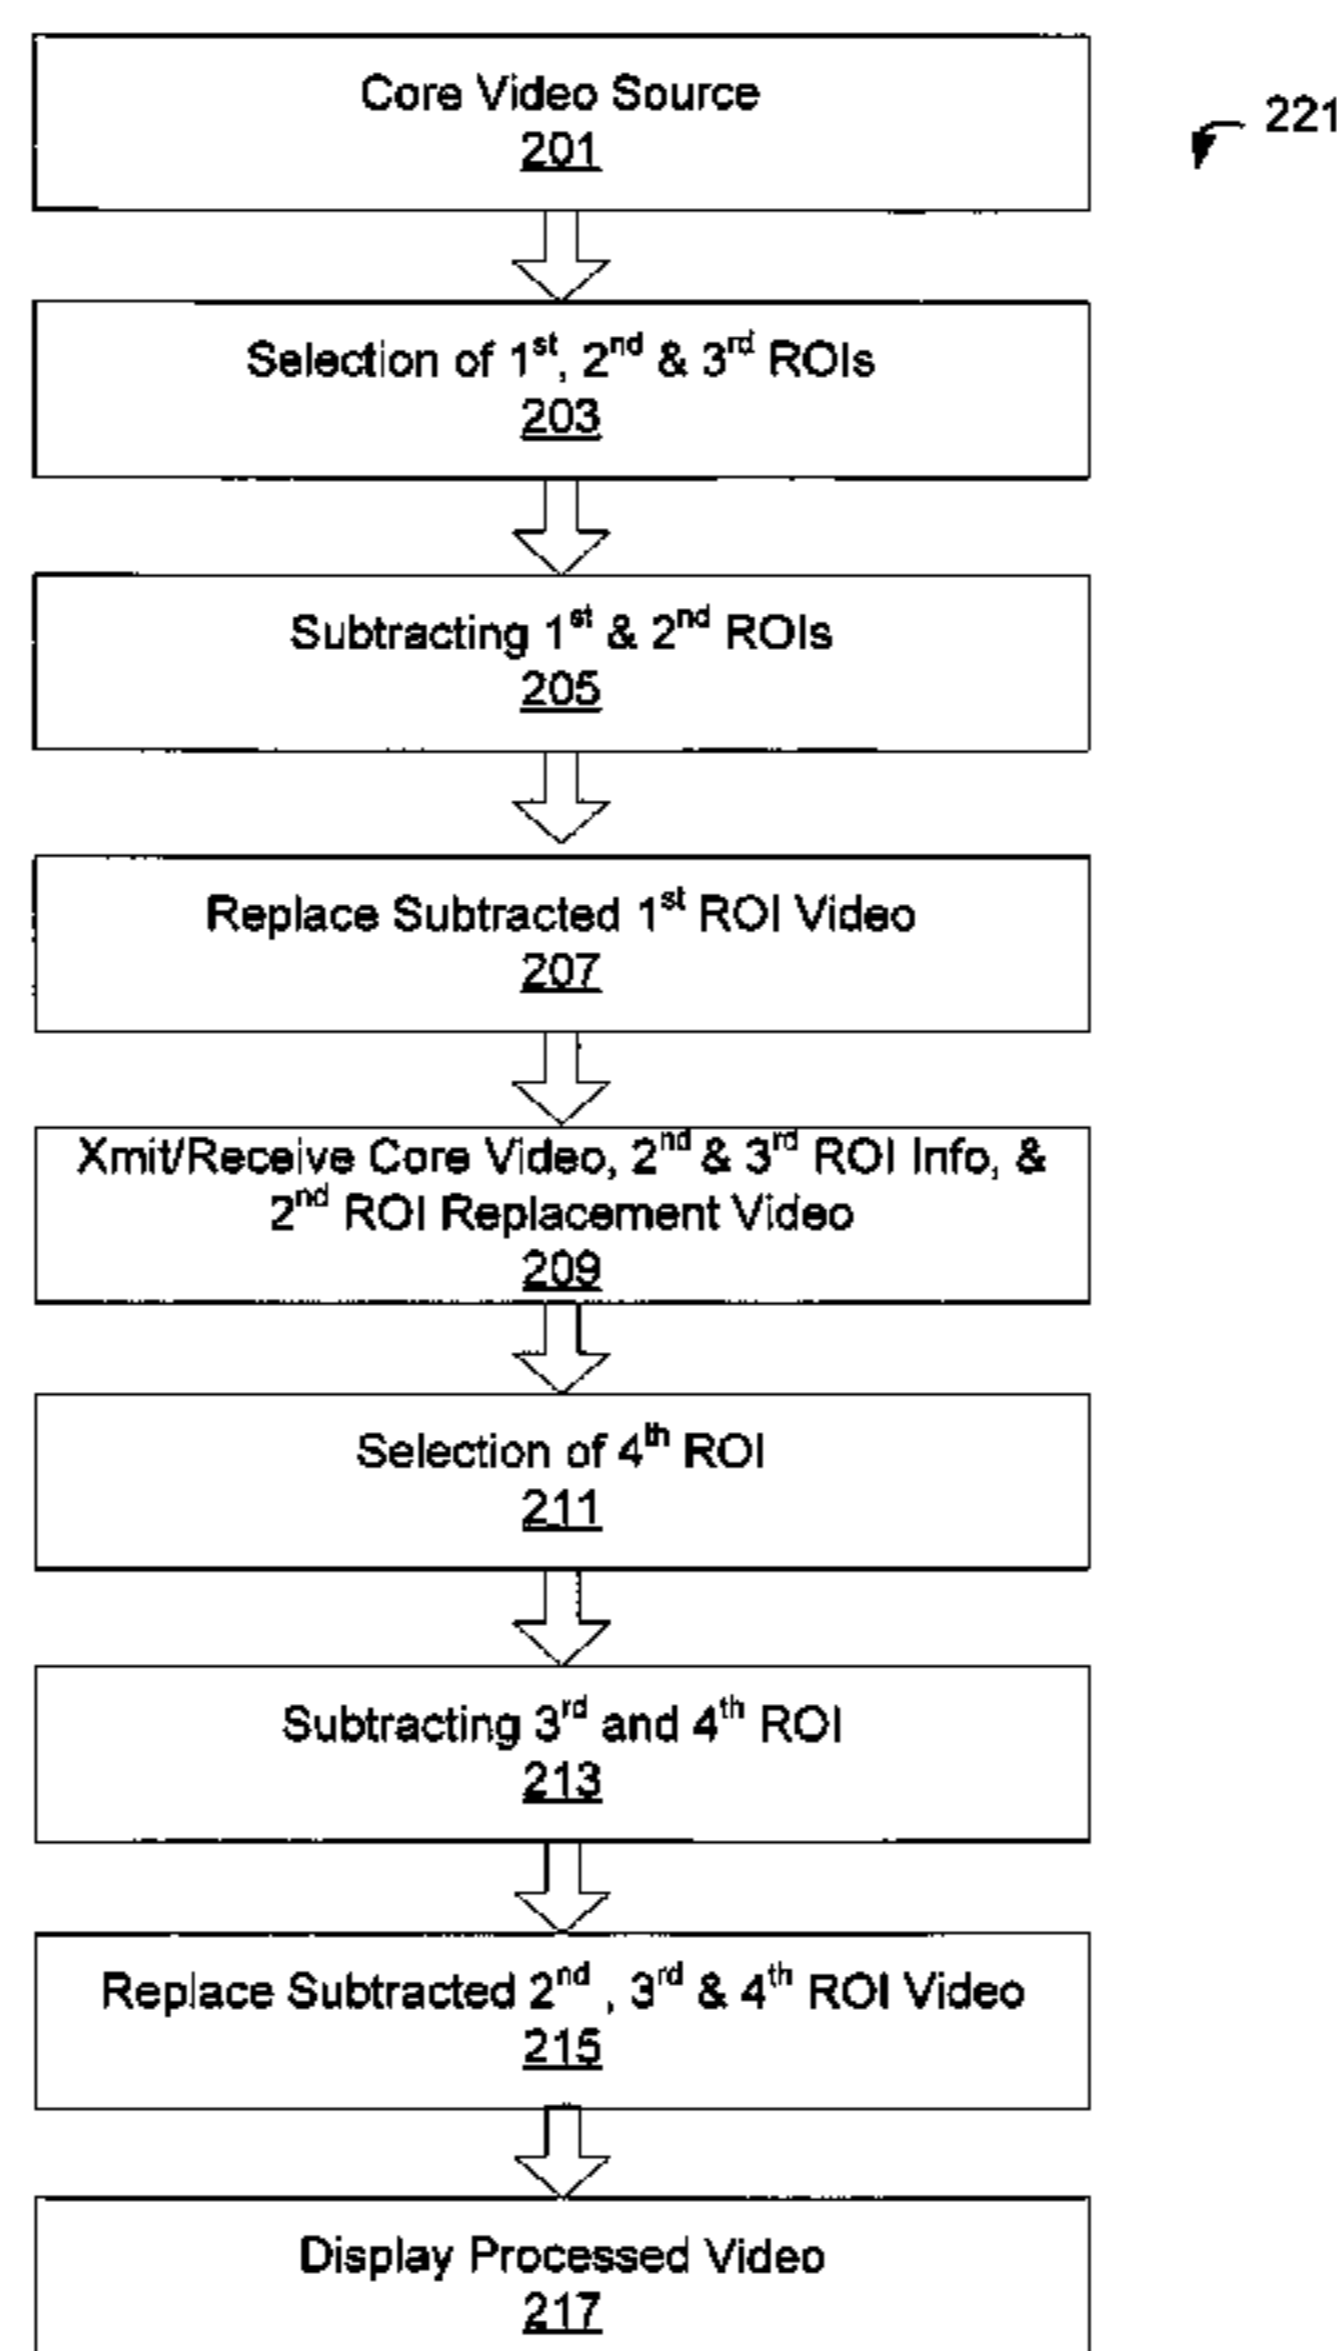 Core Video Source
201
221
Selection of 1st, 2nd & 3rd ROIs
203
Subtracting 1st & 2nd ROIs
205
Replace Subtracted 1st ROI Video
207
Xmit/Receive Core Video, 2nd & 3rd ROI Info, &
2nd ROI Replacement Video
209
Selection of 4th ROI
211
Subtracting 3rd and 4th ROI
213
Replace Subtracted 2nd , 3rd & 4th ROI Video
215
Display Processed Video
217